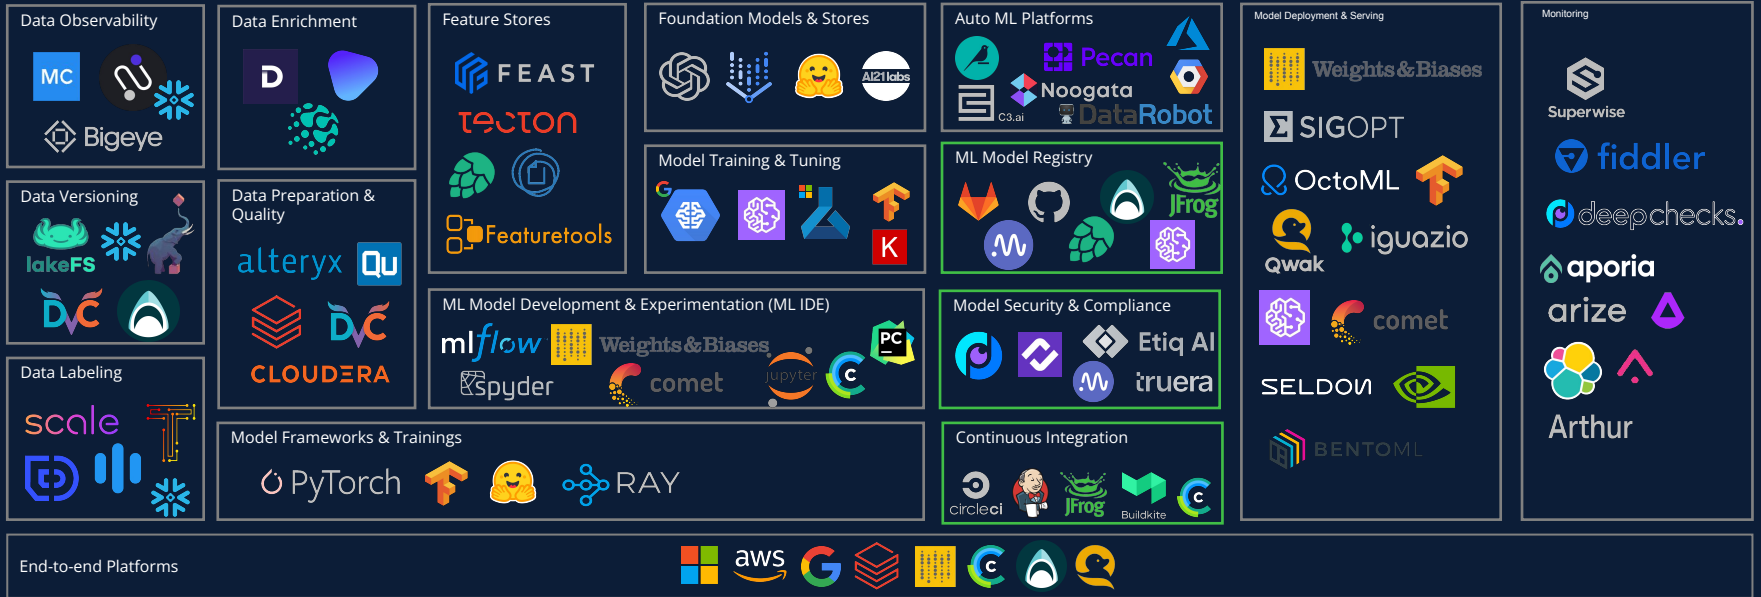 Data Observability
MC
Bigeye
Data Enrichment
D
Feature Stores
FEAST
TECTON
Featuretools
Foundation Models & Stores
AI21labs
Auto ML Platforms
Pecan
Noogata
C3.ai
DataRobot
Model Deployment & Serving
Weights & Biases
SIGOPT
OctoML
Qwak
iguazio
comet
SELDON
BENTOML
Monitoring
Superwise
fiddler
deepchecks.
aporia
arize
Arthur
Data Versioning
lakeFS
DVC
Data Preparation &
Quality
alteryx
Qu
DVC
CLOUDERA
Model Training & Tuning
G
K
ML Model Registry
JFrog
ML Model Development & Experimentation (ML IDE)
mlflow
Weights & Biases
PC
spyder
comet
jupyter
C
Model Security & Compliance
Etiq AI
truera
Data Labeling
scale
T
Model Frameworks & Trainings
PyTorch
RAY
Continuous Integration
circleci
JFrog
Buildkite
C
End-to-end Platforms
aws
G
C